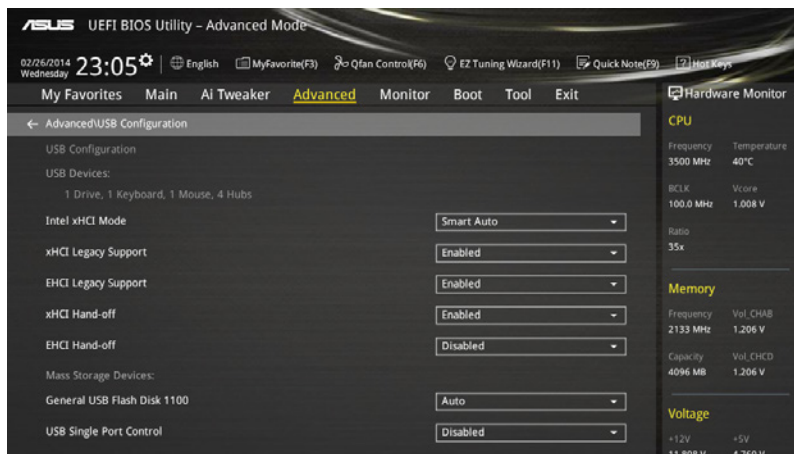 ASUS UEFI BIOS Utility – Advanced Mode
02/26/2014 Wednesday 23:05 English MyFavorite(F3) Qfan Control(F6) EZ Tuning Wizard(F11) Quick Note(F9) Hot Keys
My Favorites Main Ai Tweaker Advanced Monitor Boot Tool Exit
← Advanced\USB Configuration
USB Configuration
USB Devices:
1 Drive, 1 Keyboard, 1 Mouse, 4 Hubs
Intel xHCI Mode Smart Auto
xHCI Legacy Support Enabled
EHCI Legacy Support Enabled
xHCI Hand-off Enabled
EHCI Hand-off Disabled
Mass Storage Devices:
General USB Flash Disk 1100 Auto
USB Single Port Control Disabled
Hardware Monitor
CPU
Frequency Temperature
3500 MHz 40°C
BCLK Vcore
100.0 MHz 1.008 V
Ratio
35x
Memory
Frequency Vol_CHAB
2133 MHz 1.206 V
Capacity Vol_CHCD
4096 MB 1.206 V
Voltage
+12V +5V